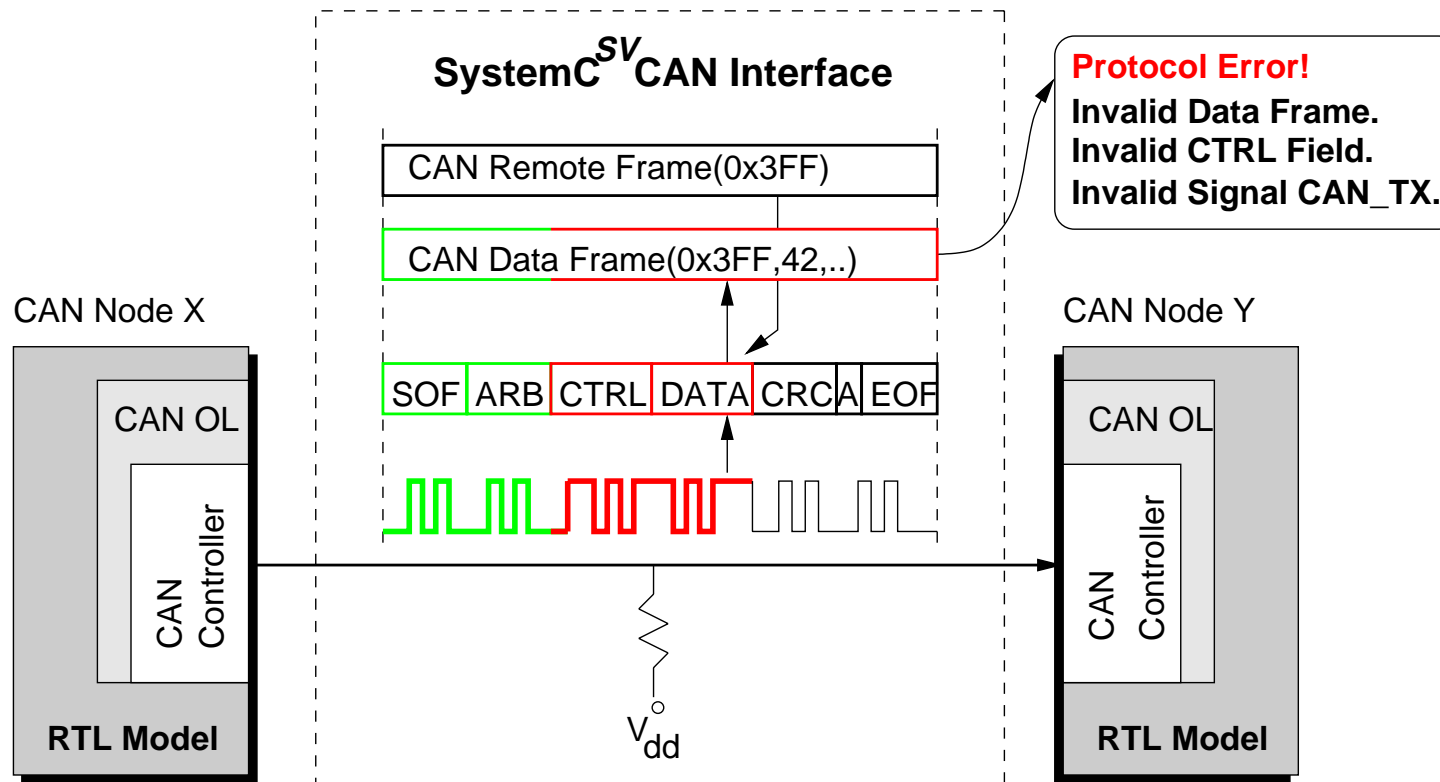 SystemC^SV CAN Interface
Protocol Error!
Invalid Data Frame.
Invalid CTRL Field.
Invalid Signal CAN_TX.
CAN Remote Frame(0x3FF)
CAN Data Frame(0x3FF,42,..)
CAN Node X
CAN Node Y
SOF ARB CTRL DATA CRC A EOF
CAN OL
CAN
Controller
RTL Model
V_dd
CAN OL
CAN
Controller
RTL Model